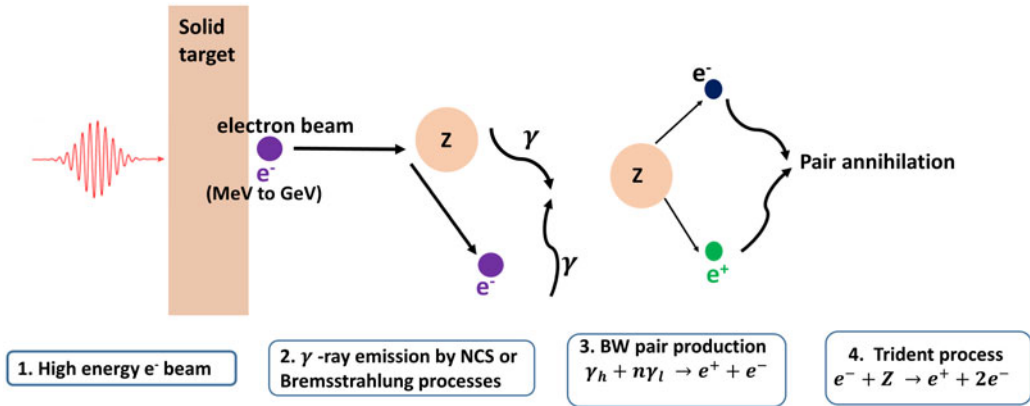 Solid
target
electron beam
e⁻
(MeV to GeV)
Z
γ
γ
e⁻
e⁻
Z
e⁺
Pair annihilation
1. High energy e⁻ beam
2. γ -ray emission by NCS or
Bremsstrahlung processes
3. BW pair production
γₕ + nγₗ → e⁺ + e⁻
4. Trident process
e⁻ + Z → e⁺ + 2e⁻